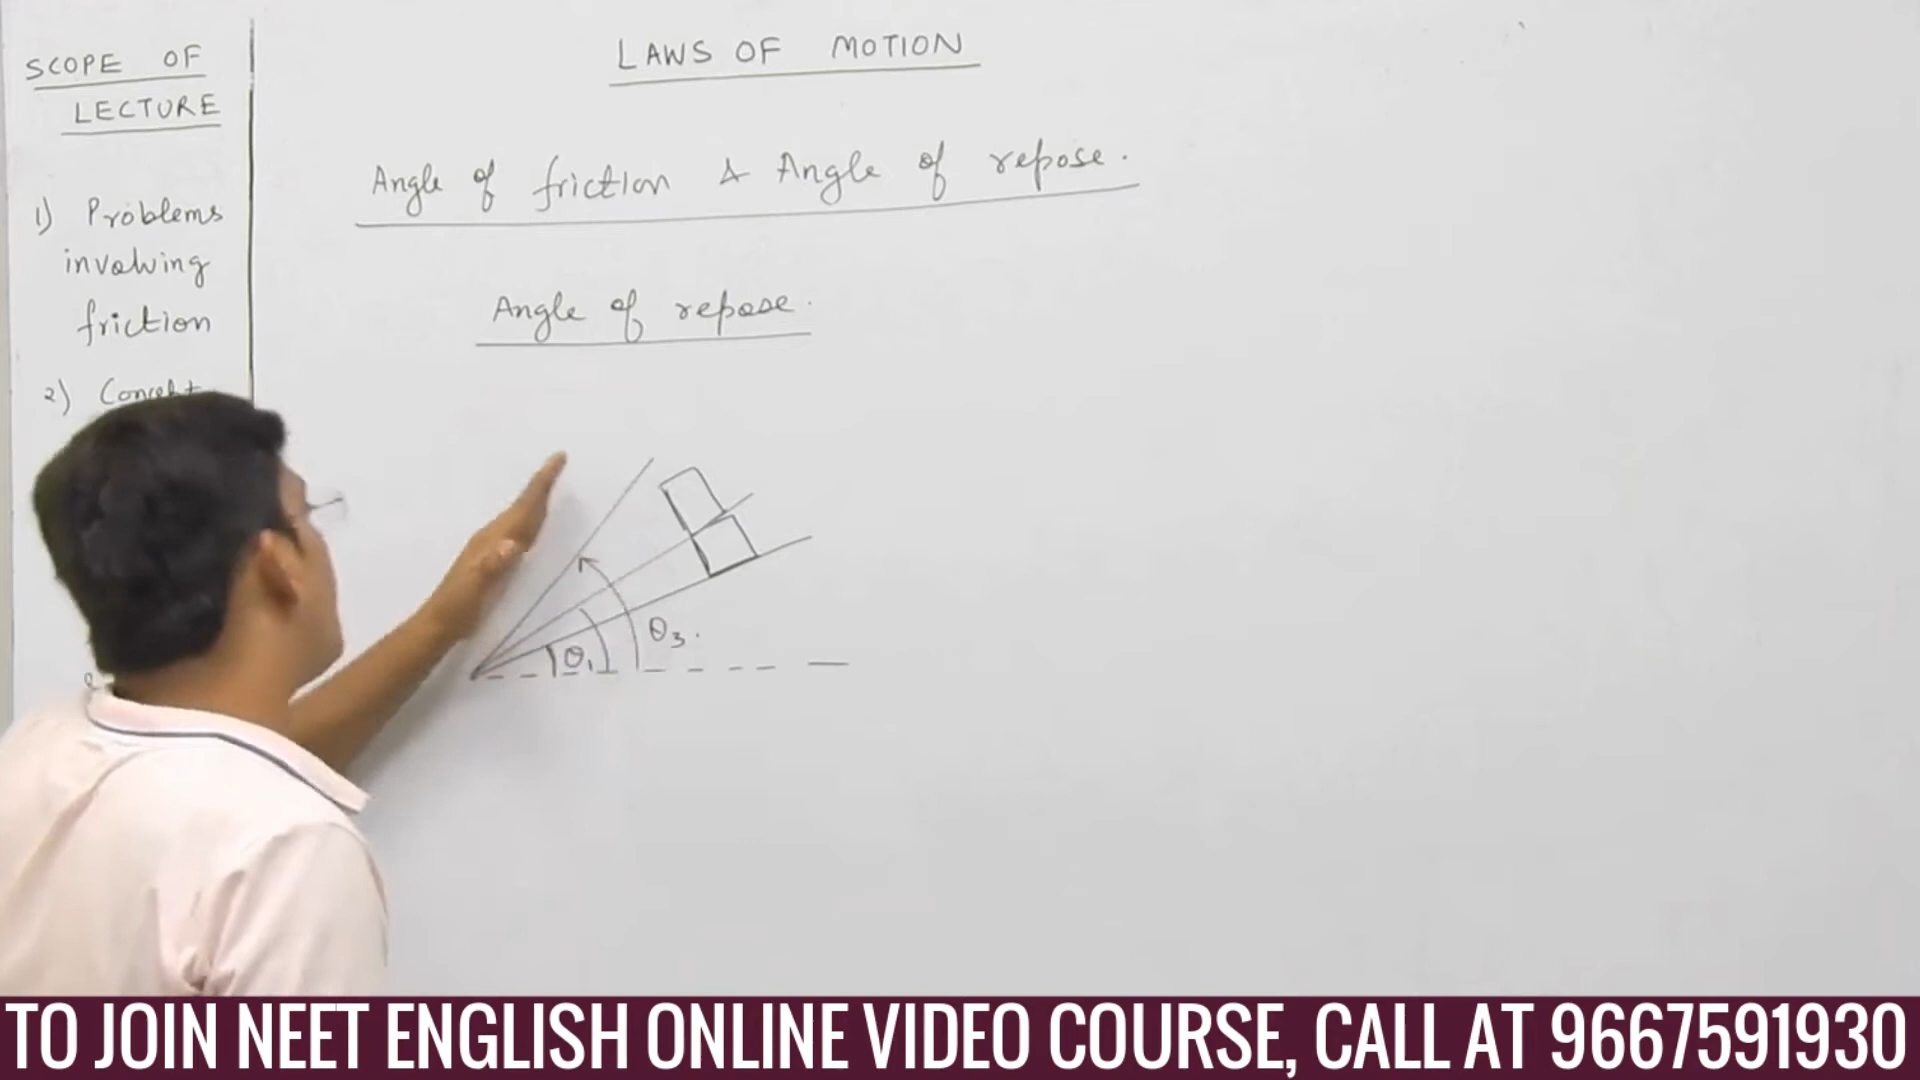 SCOPE OF
LECTURE
1) Problems
involving
friction
2) Concept
LAWS OF MOTION
Angle of friction & Angle of repose.
Angle of repose.
θ1
θ3.
TO JOIN NEET ENGLISH ONLINE VIDEO COURSE, CALL AT 9667591930